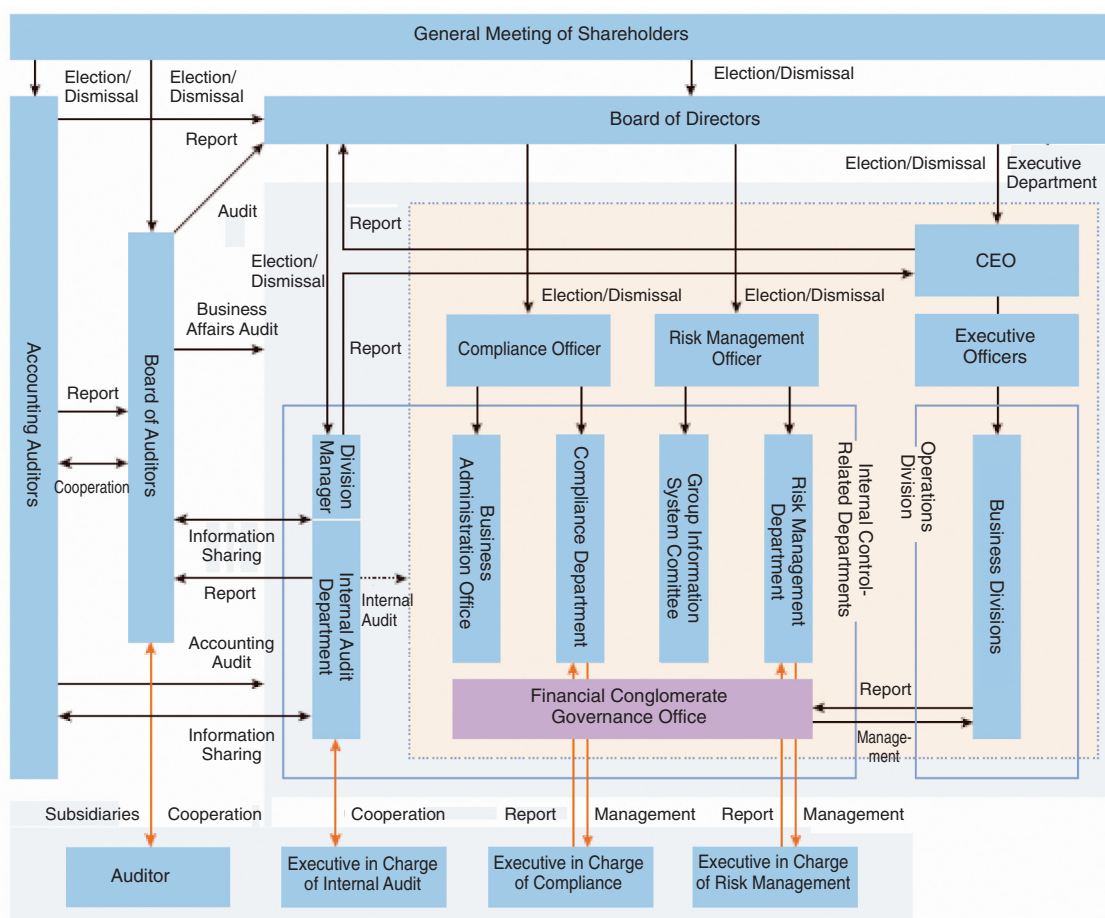 General Meeting of Shareholders
Election/
Dismissal
Election/
Dismissal
Election/Dismissal
Board of Directors
Report
Audit
Election/Dismissal
Executive
Department
Report
CEO
Election/
Dismissal
Election/Dismissal
Election/Dismissal
Business
Affairs Audit
Report
Compliance Officer
Risk Management
Officer
Executive
Officers
Accounting Auditors
Report
Board of Auditors
Cooperation
Division
Manager
Business
Administration Office
Compliance Department
Group Information
System Comittee
Risk Management
Department
Internal Control-
Related Departments
Operations
Division
Business Divisions
Information
Sharing
Report
Internal Audit
Department
Internal
Audit
Accounting
Audit
Information
Sharing
Financial Conglomerate
Governance Office
Report
Manage-
ment
Subsidiaries
Cooperation
Cooperation
Report
Management
Report
Management
Auditor
Executive in Charge
of Internal Audit
Executive in Charge
of Compliance
Executive in Charge
of Risk Management